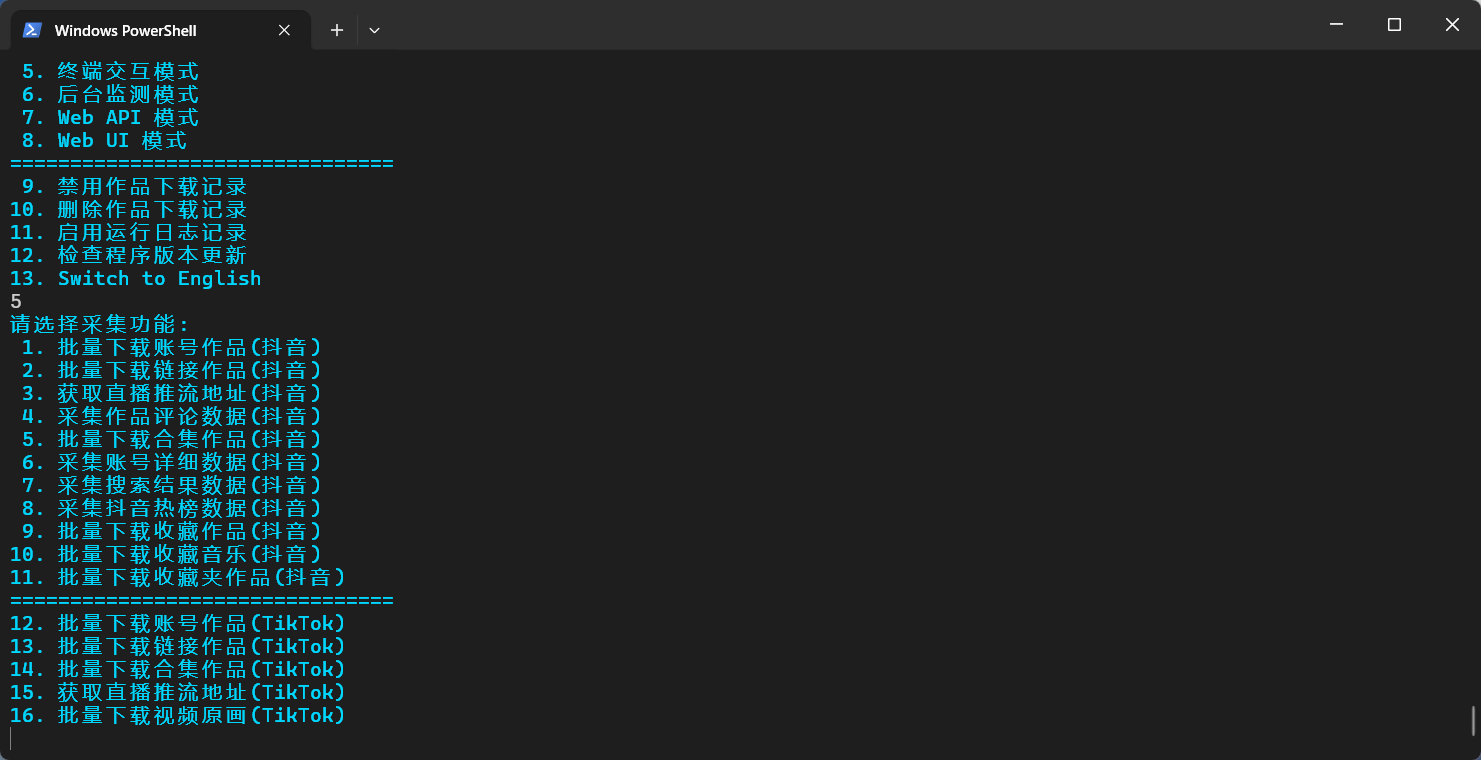 Windows PowerShell
5. 终端交互模式
6. 后台监测模式
7. Web API 模式
8. Web UI 模式
================================
9. 禁用作品下载记录
10. 删除作品下载记录
11. 启用运行日志记录
12. 检查程序版本更新
13. Switch to English
5
请选择采集功能:
1. 批量下载账号作品(抖音)
2. 批量下载链接作品(抖音)
3. 获取直播推流地址(抖音)
4. 采集作品评论数据(抖音)
5. 批量下载合集作品(抖音)
6. 采集账号详细数据(抖音)
7. 采集搜索结果数据(抖音)
8. 采集抖音热榜数据(抖音)
9. 批量下载收藏作品(抖音)
10. 批量下载收藏音乐(抖音)
11. 批量下载收藏夹作品(抖音)
================================
12. 批量下载账号作品(TikTok)
13. 批量下载链接作品(TikTok)
14. 批量下载合集作品(TikTok)
15. 获取直播推流地址(TikTok)
16. 批量下载视频原画(TikTok)